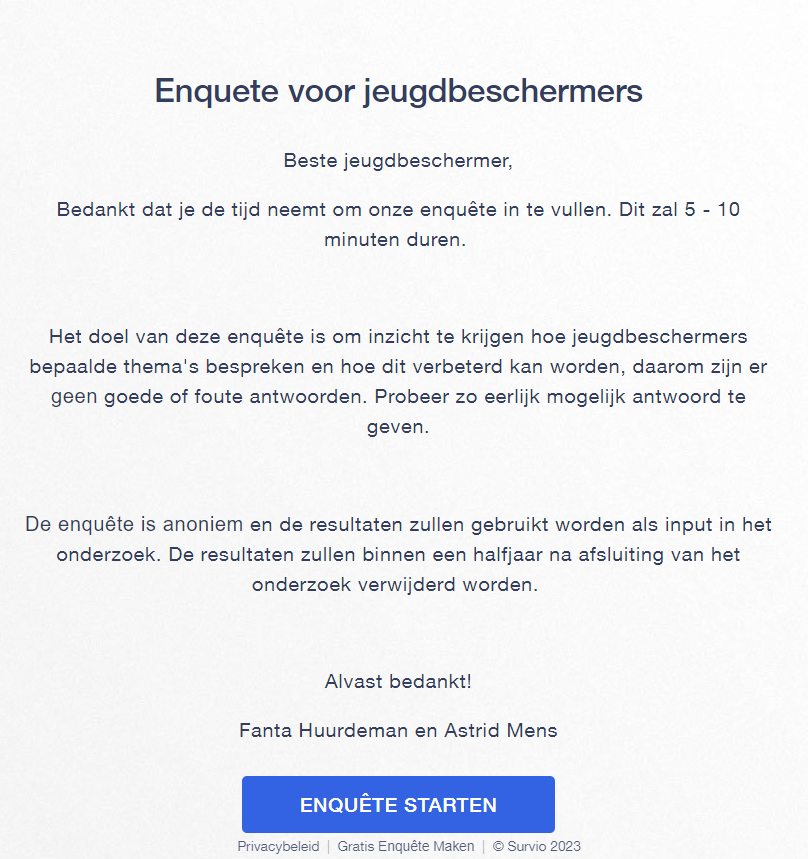 Enquete voor jeugdbeschermers
Beste jeugdbeschermer,
Bedankt dat je de tijd neemt om onze enquête in te vullen. Dit zal 5 - 10
minuten duren.
Het doel van deze enquête is om inzicht te krijgen hoe jeugdbeschermers
bepaalde thema's bespreken en hoe dit verbeterd kan worden, daarom zijn er
geen goede of foute antwoorden. Probeer zo eerlijk mogelijk antwoord te
geven.
De enquête is anoniem en de resultaten zullen gebruikt worden als input in het
onderzoek. De resultaten zullen binnen een halfjaar na afsluiting van het
onderzoek verwijderd worden.
Alvast bedankt!
Fanta Huurdeman en Astrid Mens
ENQUÊTE STARTEN
Privacybeleid | Gratis Enquête Maken | © Survio 2023